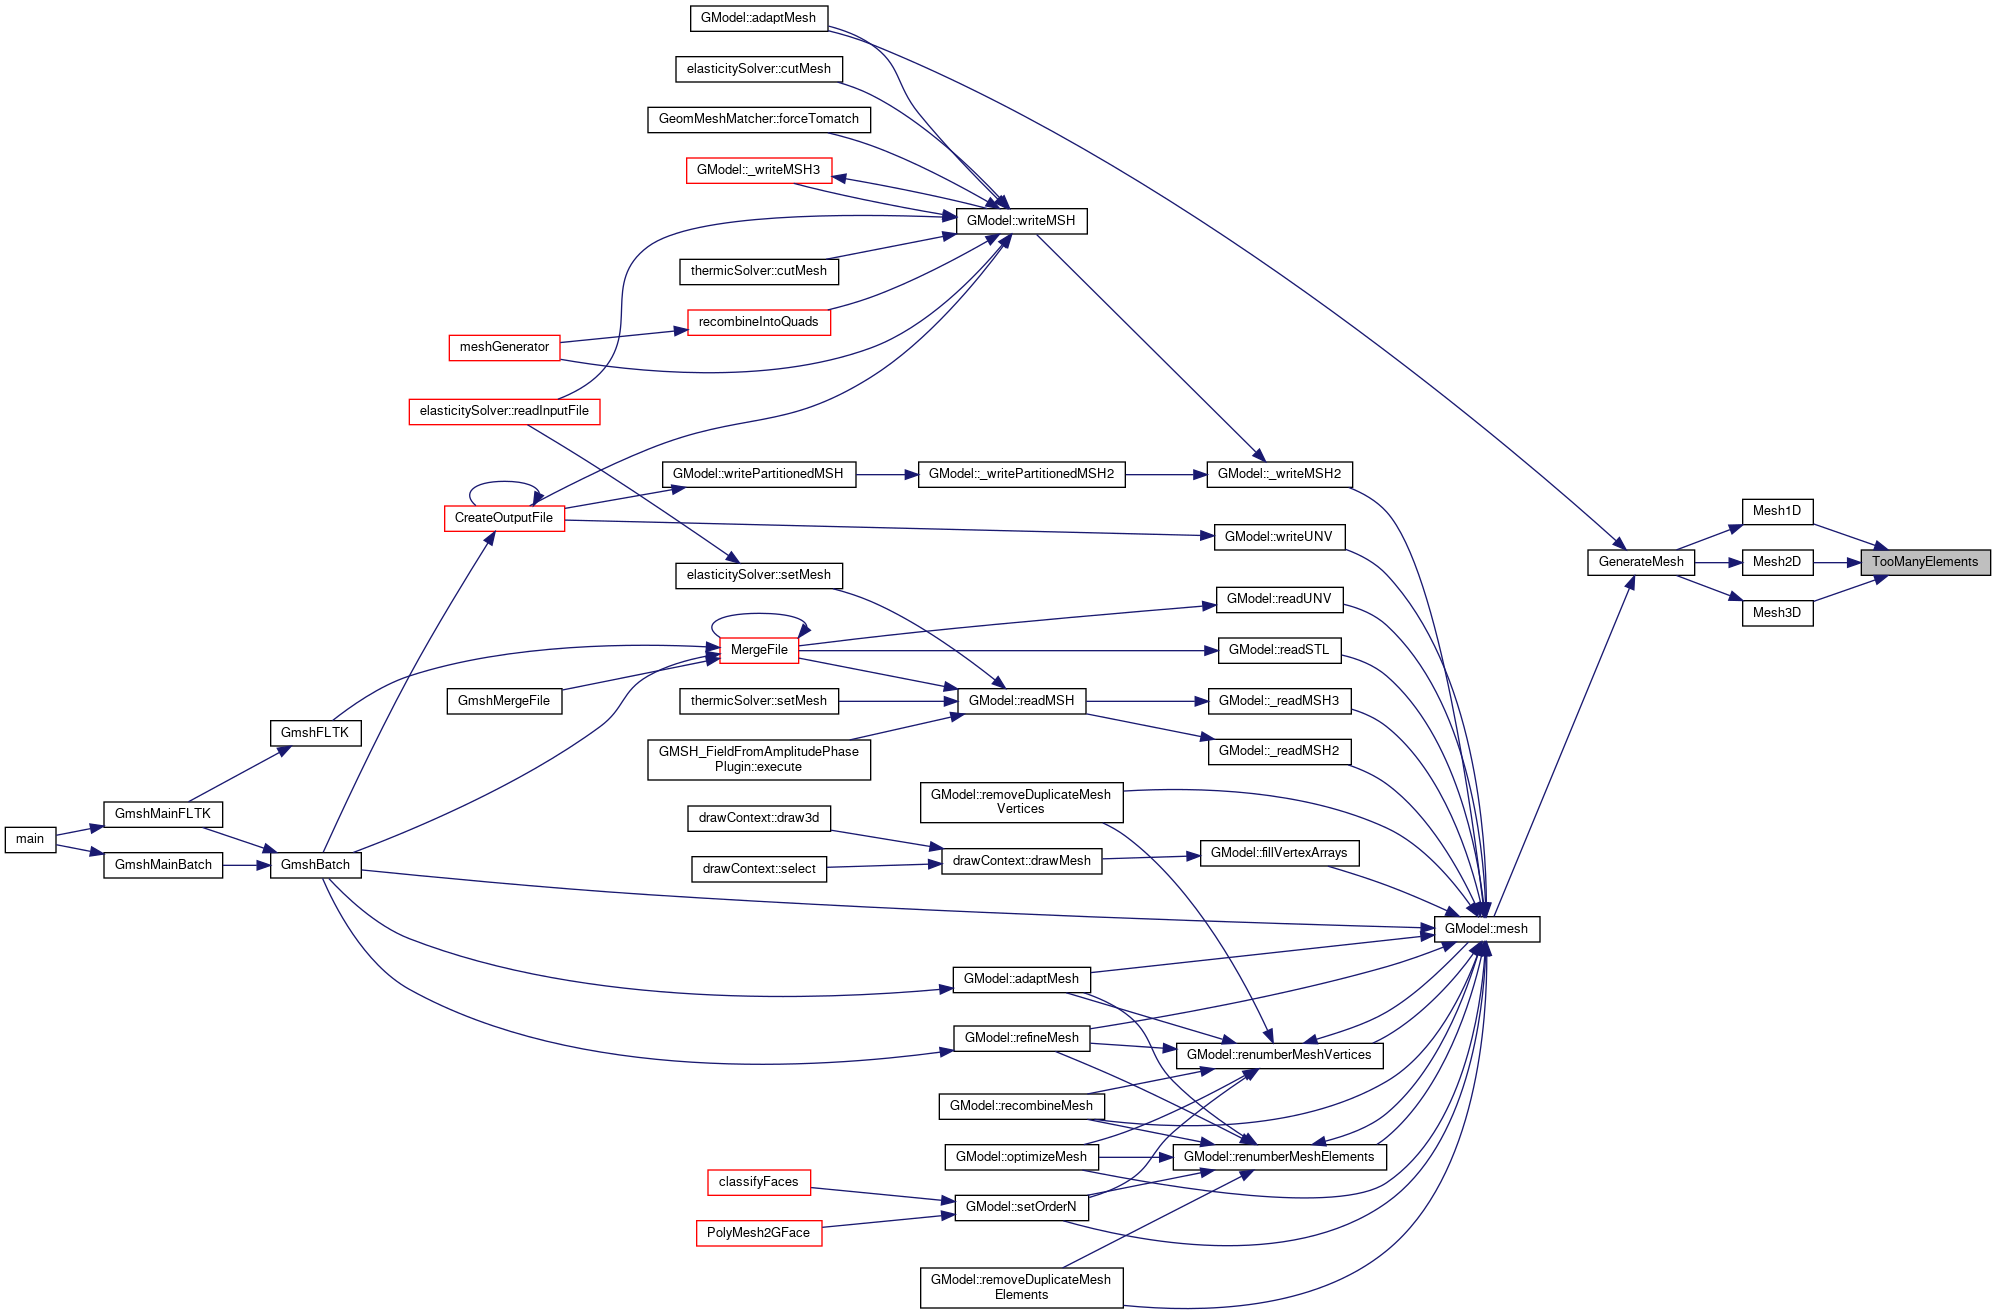 GModel::adaptMesh
elasticitySolver::cutMesh
GeomMeshMatcher::forceTomatch
GModel::_writeMSH3
GModel::writeMSH
thermicSolver::cutMesh
recombineIntoQuads
meshGenerator
elasticitySolver::readInputFile
GModel::writePartitionedMSH
GModel::_writePartitionedMSH2
GModel::_writeMSH2
CreateOutputFile
GModel::writeUNV
Mesh1D
GenerateMesh
Mesh2D
TooManyElements
Mesh3D
elasticitySolver::setMesh
GModel::readUNV
MergeFile
GModel::readSTL
GmshMergeFile
thermicSolver::setMesh
GModel::readMSH
GModel::_readMSH3
GmshFLTK
GMSH_FieldFromAmplitudePhase
Plugin::execute
GModel::_readMSH2
GModel::removeDuplicateMesh
Vertices
GmshMainFLTK
drawContext::draw3d
main
GmshMainBatch
GmshBatch
drawContext::select
drawContext::drawMesh
GModel::fillVertexArrays
GModel::mesh
GModel::adaptMesh
GModel::refineMesh
GModel::renumberMeshVertices
GModel::recombineMesh
GModel::optimizeMesh
GModel::renumberMeshElements
classifyFaces
GModel::setOrderN
PolyMesh2GFace
GModel::removeDuplicateMesh
Elements